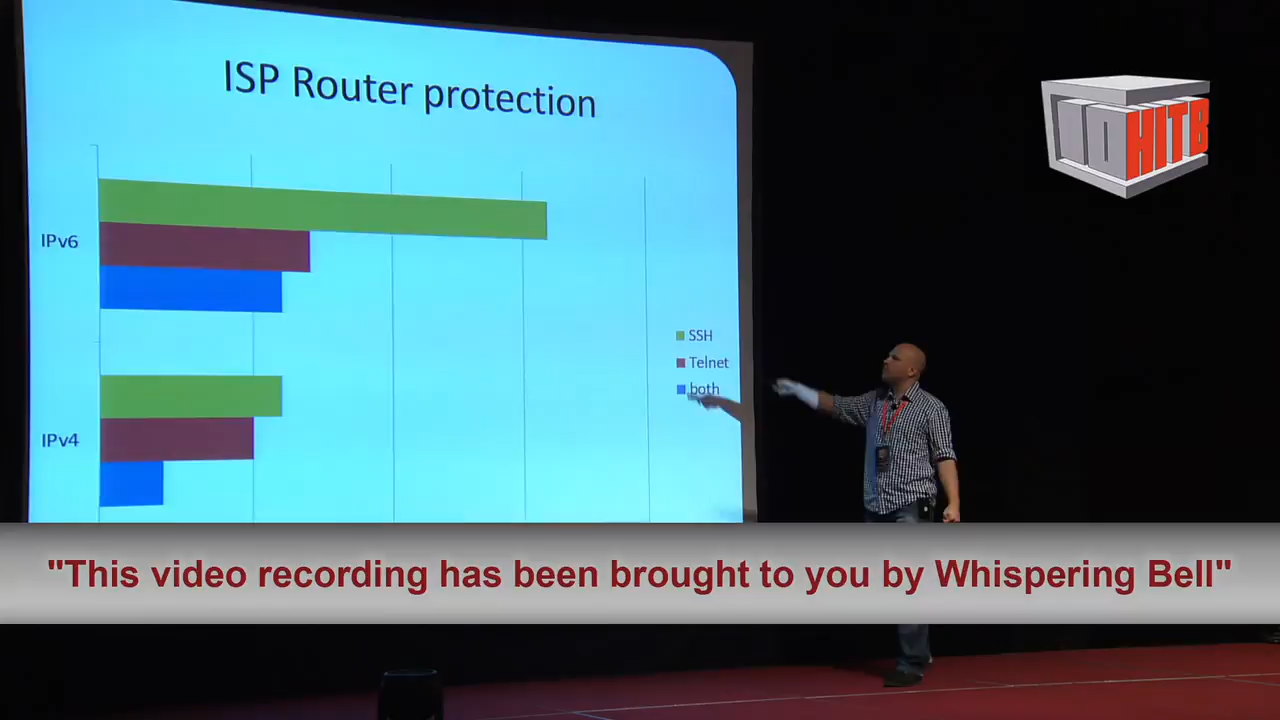 ISP Router protection
HITB
IPv6
SSH
Telnet
both
IPv4
"This video recording has been brought to you by Whispering Bell"